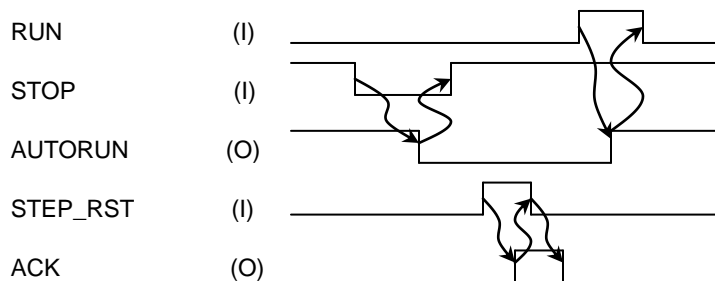 RUN (I)
STOP (I)
AUTORUN (O)
STEP_RST (I)
ACK (O)